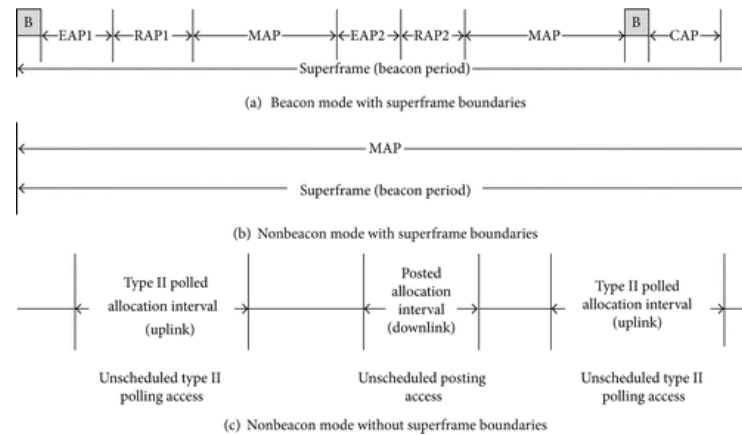 B EAP1 RAP1 MAP EAP2 RAP2 MAP B CAP
Superframe (beacon period)
(a) Beacon mode with superframe boundaries
MAP
Superframe (beacon period)
(b) Nonbeacon mode with superframe boundaries
Type II polled
allocation interval
(uplink)
Posted
allocation
interval
(downlink)
Type II polled
allocation interval
(uplink)
Unscheduled type II
polling access
Unscheduled posting
access
Unscheduled type II
polling access
(c) Nonbeacon mode without superframe boundaries